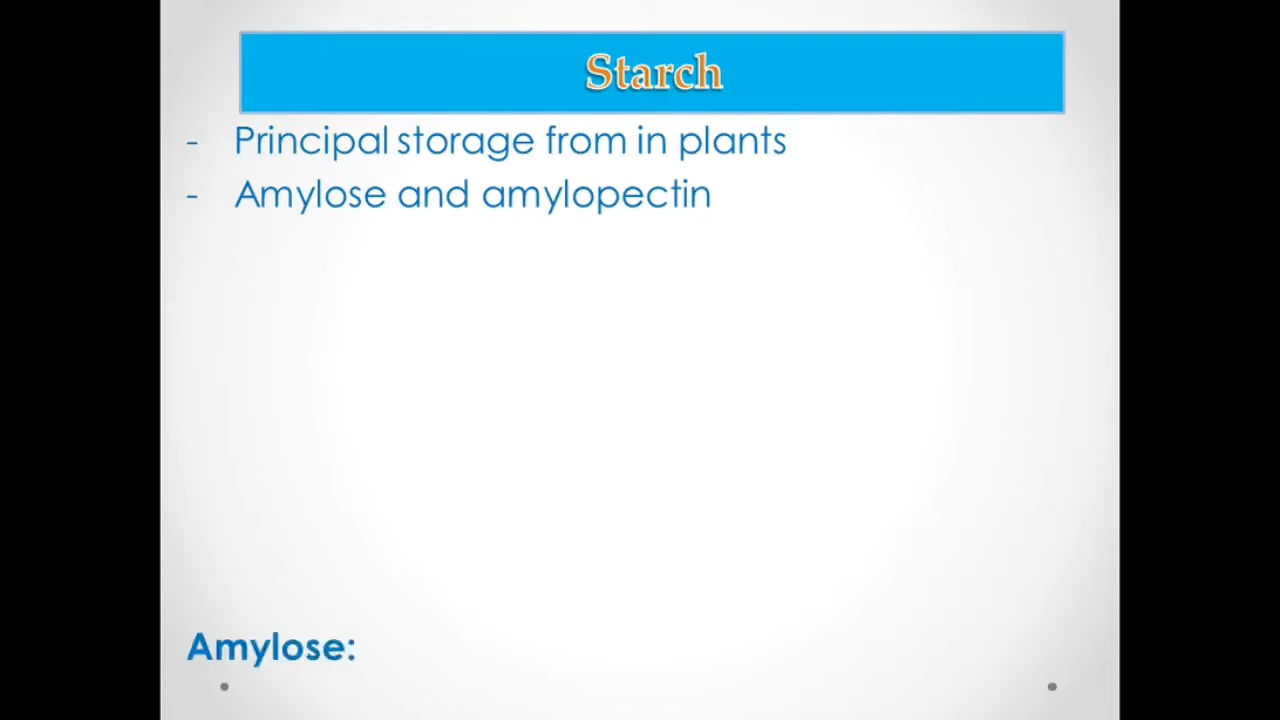 Starch
- Principal storage from in plants
- Amylose and amylopectin
Amylose: